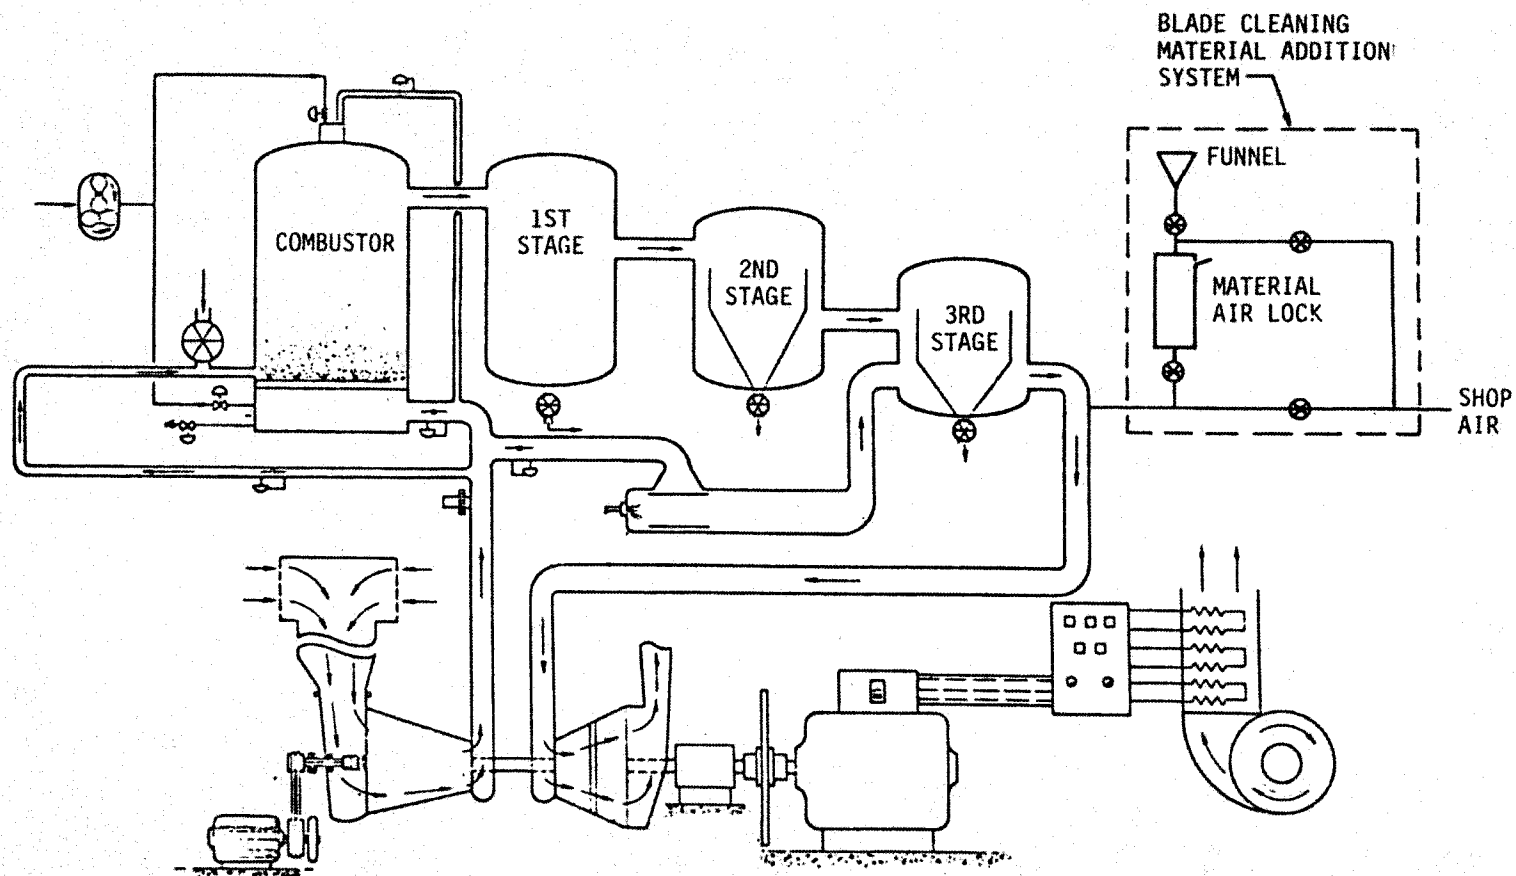 BLADE CLEANING
MATERIAL ADDITION
SYSTEM
FUNNEL
1ST
STAGE
COMBUSTOR
2ND
STAGE
MATERIAL
AIR LOCK
3RD
STAGE
SHOP
AIR